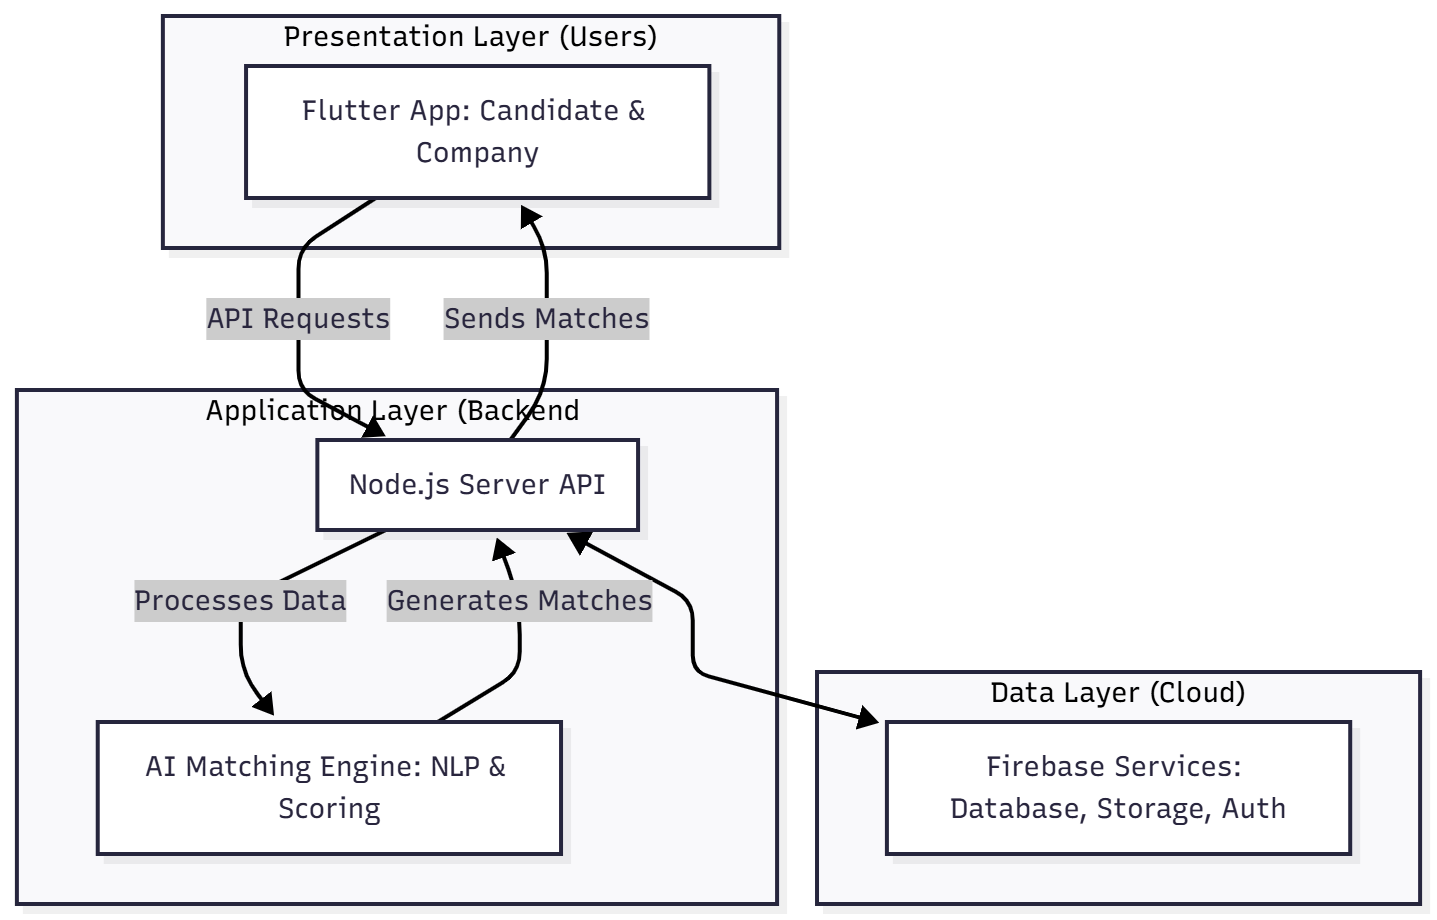 Presentation Layer (Users)
Flutter App: Candidate &
Company
API Requests
Sends Matches
Application Layer (Backend
Node.js Server API
Processes Data
Generates Matches
AI Matching Engine: NLP &
Scoring
Data Layer (Cloud)
Firebase Services:
Database, Storage, Auth